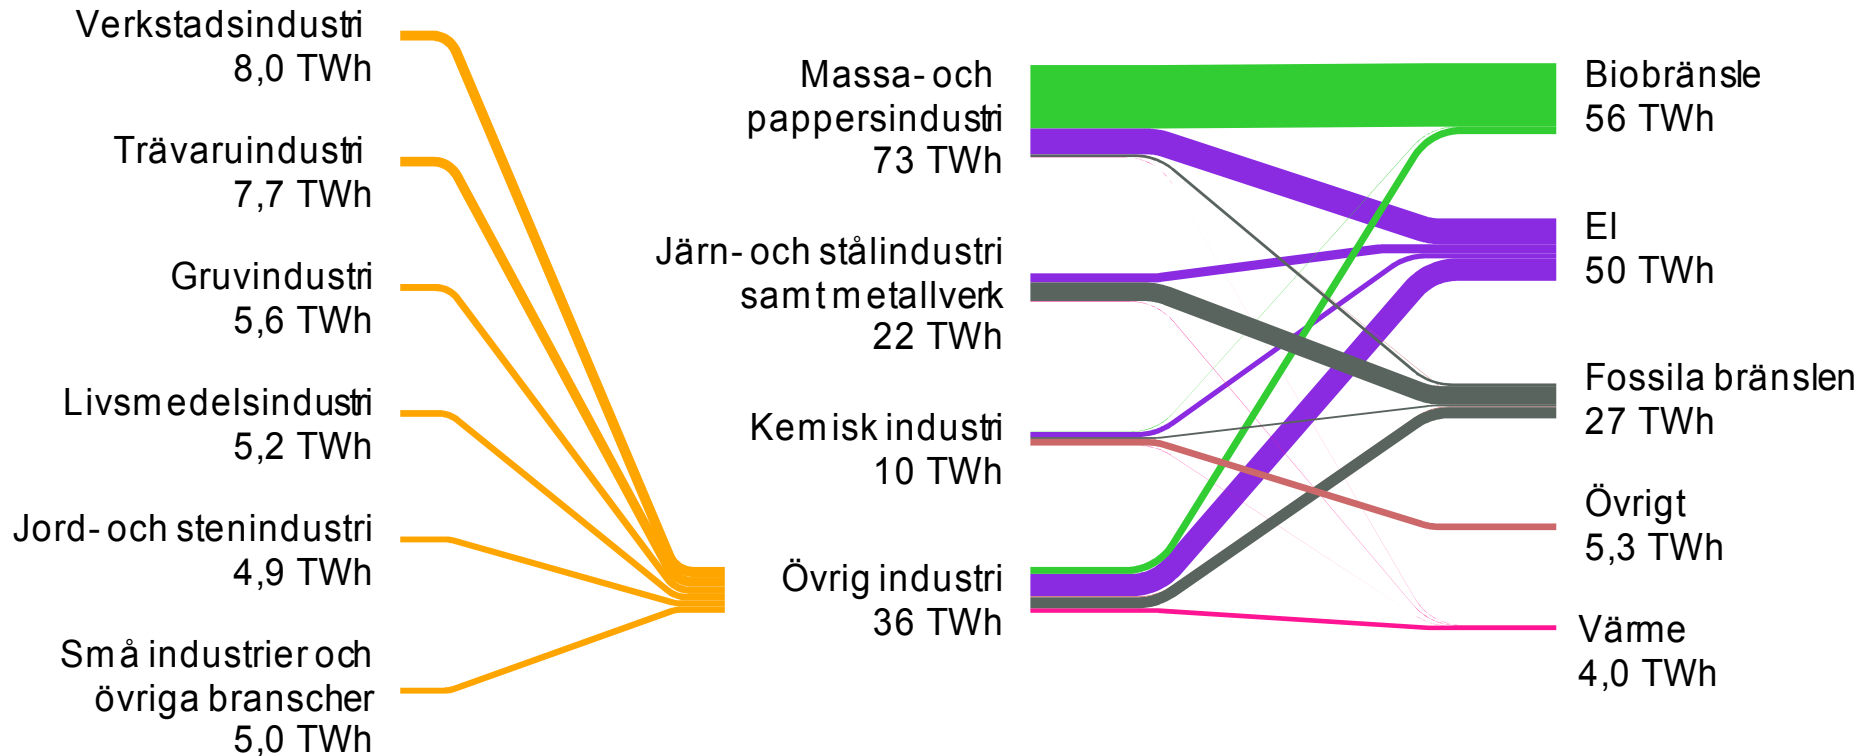 Verkstadsindustri
8,0 TWh
Trävaruindustri
7,7 TWh
Gruvindustri
5,6 TWh
Livsmedelsindustri
5,2 TWh
Jord- och stenindustri
4,9 TWh
Små industrier och
övriga branscher
5,0 TWh
Massa- och
pappersindustri
73 TWh
Järn- och stålindustri
samt metallverk
22 TWh
Kemisk industri
10 TWh
Övrig industri
36 TWh
Biobränsle
56 TWh
El
50 TWh
Fossila bränslen
27 TWh
Övrigt
5,3 TWh
Värme
4,0 TWh